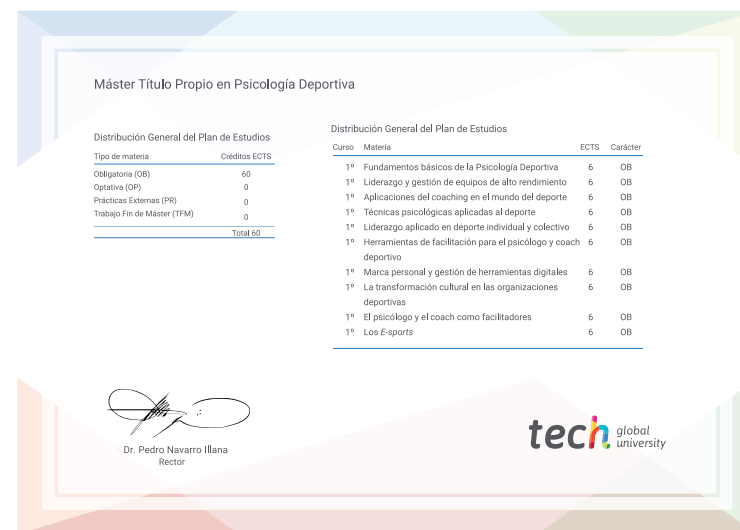 Máster Título Propio en Psicología Deportiva
Distribución General del Plan de Estudios
Tipo de materia Créditos ECTS
Obligatoria (OB) 60
Optativa (OP) 0
Prácticas Externas (PR) 0
Trabajo Fin de Máster (TFM) 0
Total 60
Distribución General del Plan de Estudios
Curso Materia ECTS Carácter
1º Fundamentos básicos de la Psicología Deportiva 6 OB
1º Liderazgo y gestión de equipos de alto rendimiento 6 OB
1º Aplicaciones del coaching en el mundo del deporte 6 OB
1º Técnicas psicológicas aplicadas al deporte 6 OB
1º Liderazgo aplicado en deporte individual y colectivo 6 OB
1º Herramientas de facilitación para el psicólogo y coach 6 OB
deportivo
1º Marca personal y gestión de herramientas digitales 6 OB
1º La transformación cultural en las organizaciones 6 OB
deportivas
1º El psicólogo y el coach como facilitadores 6 OB
1º Los E-sports 6 OB
Dr. Pedro Navarro Illana
Rector
tech global
university